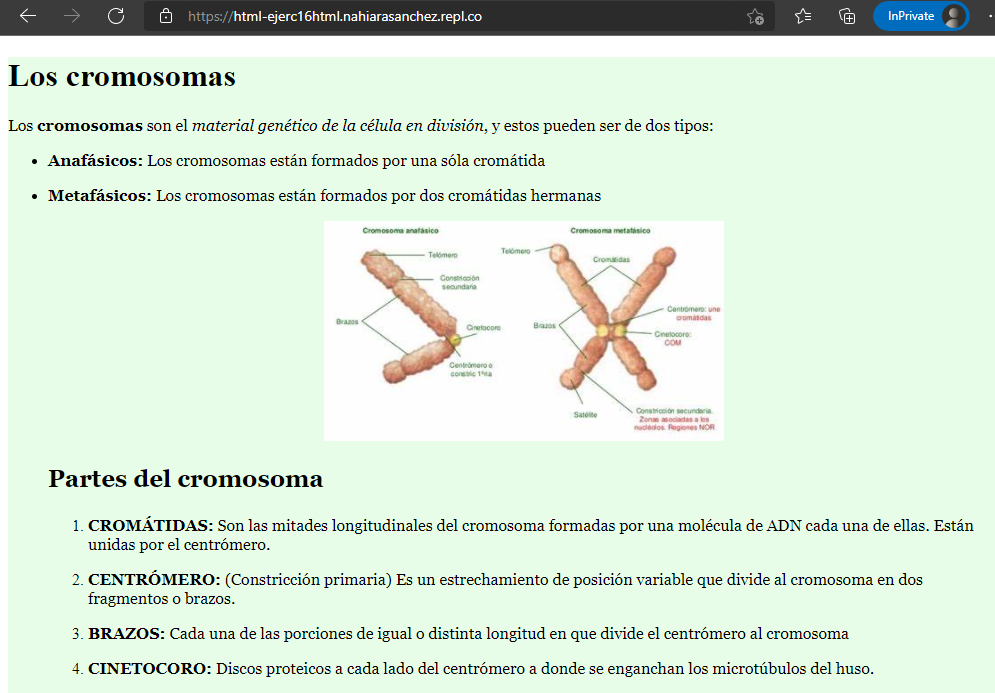 https://html-ejerc16html.nahiarasanchez.repl.co
InPrivate
Los cromosomas
Los cromosomas son el material genético de la célula en división, y estos pueden ser de dos tipos:
• Anafásicos: Los cromosomas están formados por una sóla cromátida
• Metafásicos: Los cromosomas están formados por dos cromátidas hermanas
Cromosoma anafásico
Telómero
Constricción
secundaria
Brazos
Cinetocoro
Centrómero o
constric 1ªria
Cromosoma metafásico
Telómero
Cromátidas
Centrómero: une
cromátidas
Brazos
Cinetocoro:
COM
Satélite
Constricción secundaria.
Zonas asociadas a los
nucléolos. Regiones NOR
Partes del cromosoma
1. CROMÁTIDAS: Son las mitades longitudinales del cromosoma formadas por una molécula de ADN cada una de ellas. Están
unidas por el centrómero.
2. CENTRÓMERO: (Constricción primaria) Es un estrechamiento de posición variable que divide al cromosoma en dos
fragmentos o brazos.
3. BRAZOS: Cada una de las porciones de igual o distinta longitud en que divide el centrómero al cromosoma
4. CINETOCORO: Discos proteicos a cada lado del centrómero a donde se enganchan los microtúbulos del huso.